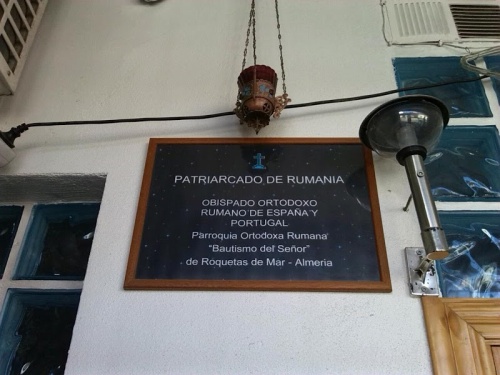 PATRIARCADO DE RUMANIA
OBISPADO ORTODOXO
RUMANO DE ESPAÑA Y
PORTUGAL
Parroquia Ortodoxa Rumana
"Bautismo del Señor"
de Roquetas de Mar - Almeria